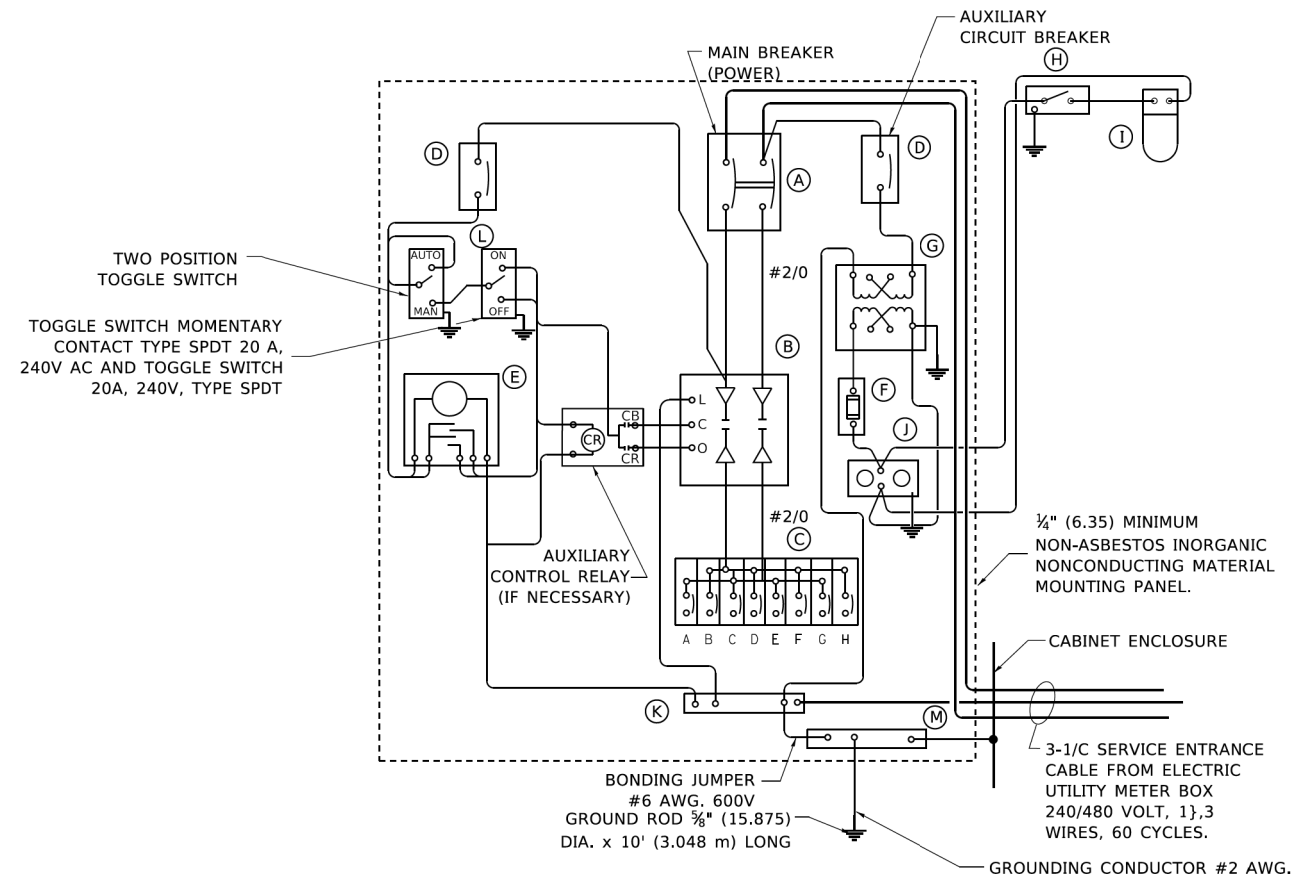 AUXILIARY
CIRCUIT BREAKER
MAIN BREAKER
(POWER)
H
I
D
A
D
L
G
TWO POSITION
TOGGLE SWITCH
AUTO
MAN
ON
OFF
#2/0
TOGGLE SWITCH MOMENTARY
CONTACT TYPE SPDT 20 A,
240V AC AND TOGGLE SWITCH
20A, 240V, TYPE SPDT
B
E
F
L
C
O
CB
CR
CR
J
#2/0
C
AUXILIARY
CONTROL RELAY
(IF NECESSARY)
¼" (6.35) MINIMUM
NON-ASBESTOS INORGANIC
NONCONDUCTING MATERIAL
MOUNTING PANEL.
A B C D E F G H
CABINET ENCLOSURE
K
M
3-1/C SERVICE ENTRANCE
CABLE FROM ELECTRIC
UTILITY METER BOX
240/480 VOLT, 1},3
WIRES, 60 CYCLES.
BONDING JUMPER
#6 AWG. 600V
GROUND ROD ⅝" (15.875)
DIA. x 10' (3.048 m) LONG
GROUNDING CONDUCTOR #2 AWG.